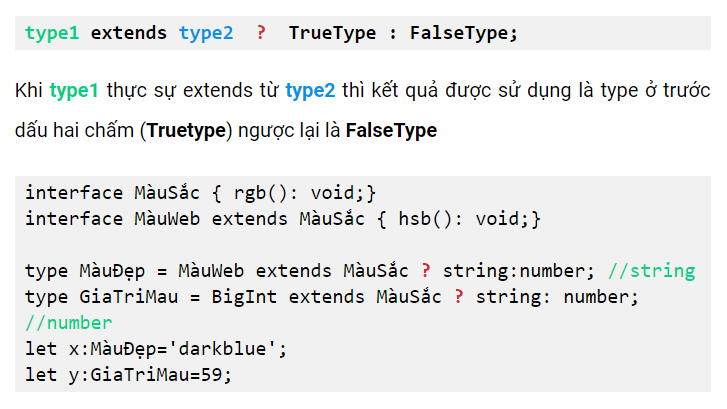 type1 extends type2  ?  TrueType : FalseType;
Khi type1 thực sự extends từ type2 thì kết quả được sử dụng là type ở trước
dấu hai chấm (Truetype) ngược lại là FalseType
interface MàuSắc { rgb(): void;}
interface MàuWeb extends MàuSắc { hsb(): void;}
type MàuĐẹp = MàuWeb extends MàuSắc ? string:number; //string
type GiaTriMau = BigInt extends MàuSắc ? string: number;
//number
let x:MàuĐẹp='darkblue';
let y:GiaTriMau=59;